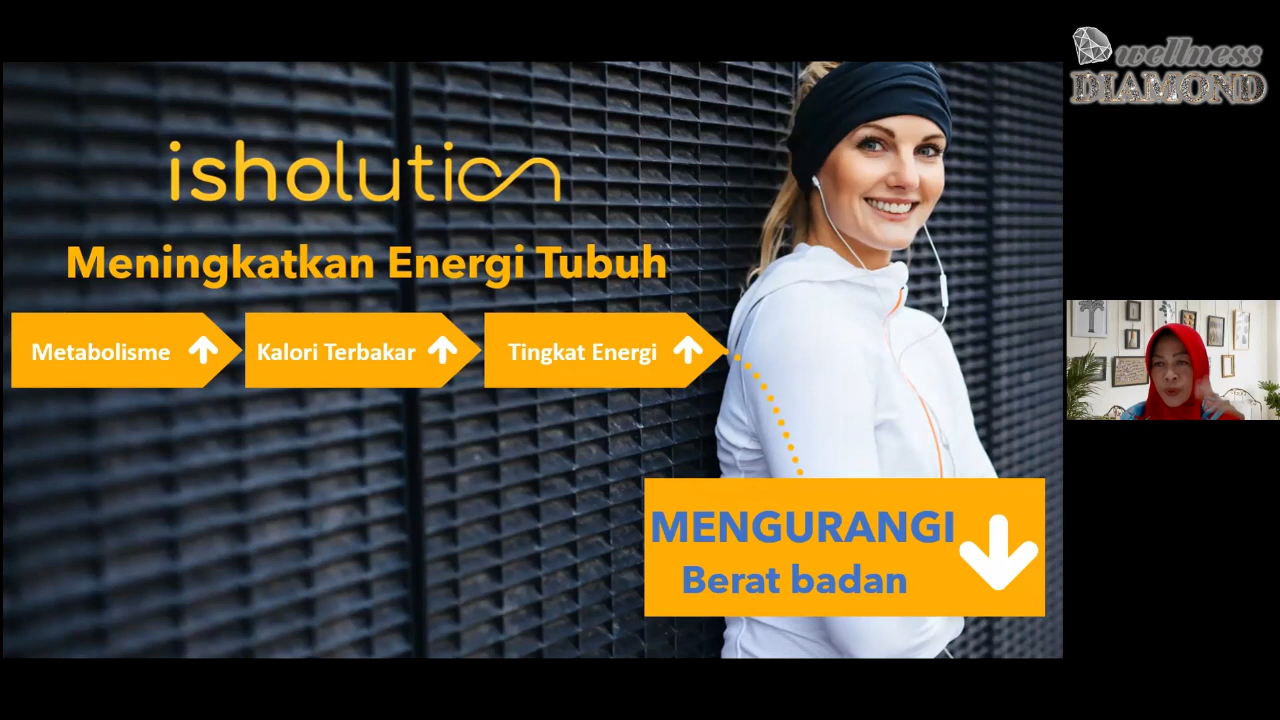 wellness
DIAMOND
isholution
Meningkatkan Energi Tubuh
Metabolisme
Kalori Terbakar
Tingkat Energi
MENGURANGI
Berat badan